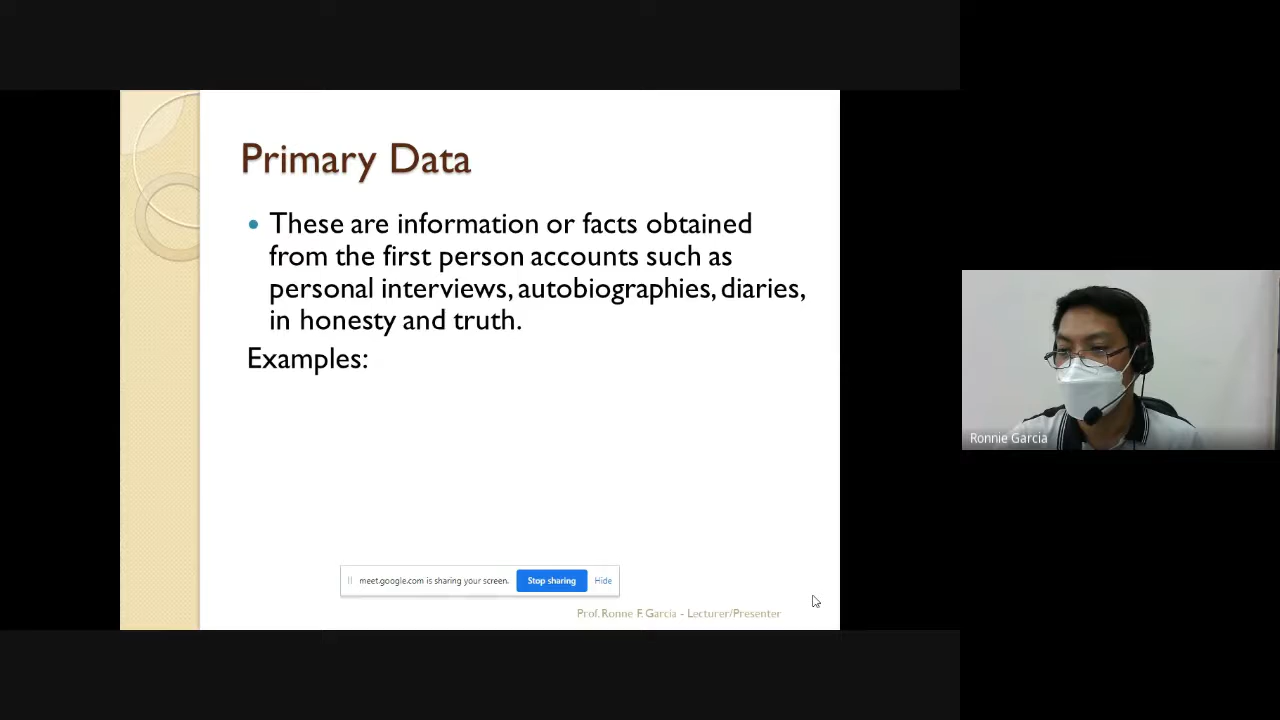 Primary Data
• These are information or facts obtained
from the first person accounts such as
personal interviews, autobiographies, diaries,
in honesty and truth.
Examples:
meet.google.com is sharing your screen. Stop sharing Hide
Prof. Ronne F. Garcia - Lecturer/Presenter
Ronnie Garcia